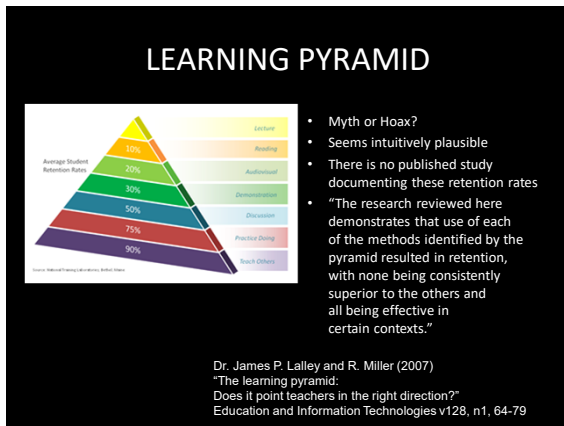 LEARNING PYRAMID
Average Student
Retention Rates
10%
20%
30%
50%
75%
90%
Lecture
Reading
Audiovisual
Demonstration
Discussion
Practice Doing
Teach Others
Source: National Training Laboratories, Bethel, Maine
• Myth or Hoax?
• Seems intuitively plausible
• There is no published study
documenting these retention rates
• “The research reviewed here
demonstrates that use of each
of the methods identified by the
pyramid resulted in retention,
with none being consistently
superior to the others and
all being effective in
certain contexts.”
Dr. James P. Lalley and R. Miller (2007)
“The learning pyramid:
Does it point teachers in the right direction?”
Education and Information Technologies v128, n1, 64-79